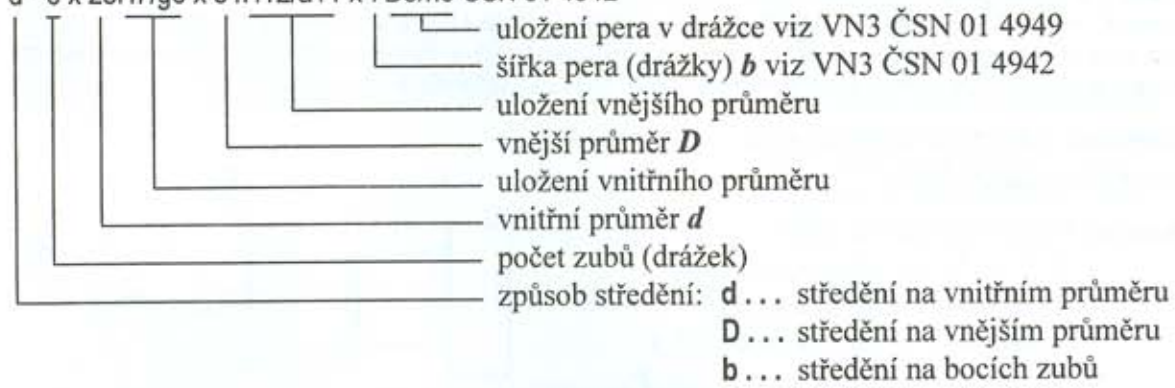 uložení pera v drážce viz VN3 ČSN 01 4949
šířka pera (drážky) b viz VN3 ČSN 01 4942
uložení vnějšího průměru
vnější průměr D
uložení vnitřního průměru
vnitřní průměr d
počet zubů (drážek)
způsob středění: d... středění na vnitřním průměru
D... středění na vnějším průměru
b... středění na bocích zubů